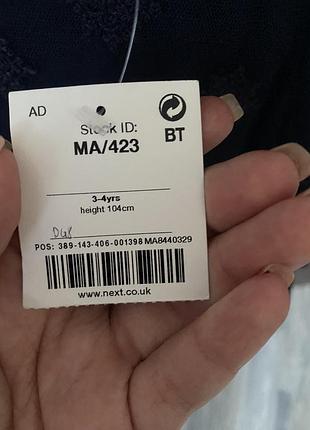 AD
Stock ID:
MA/423
BT
3-4yrs
height 104cm
POS: 389-143-406-001398 MA8440329
www.next.co.uk